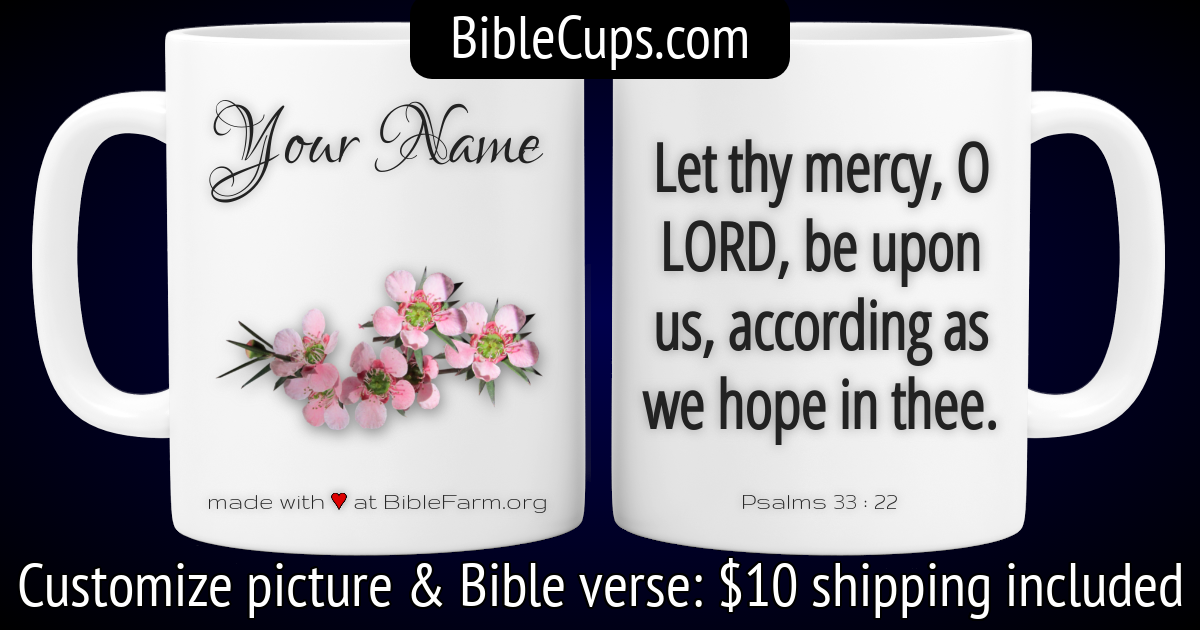 BibleCups.com
Your Name
made with ♥ at BibleFarm.org
Let thy mercy, O
LORD, be upon
us, according as
we hope in thee.
Psalms 33 : 22
Customize picture & Bible verse: $10 shipping included